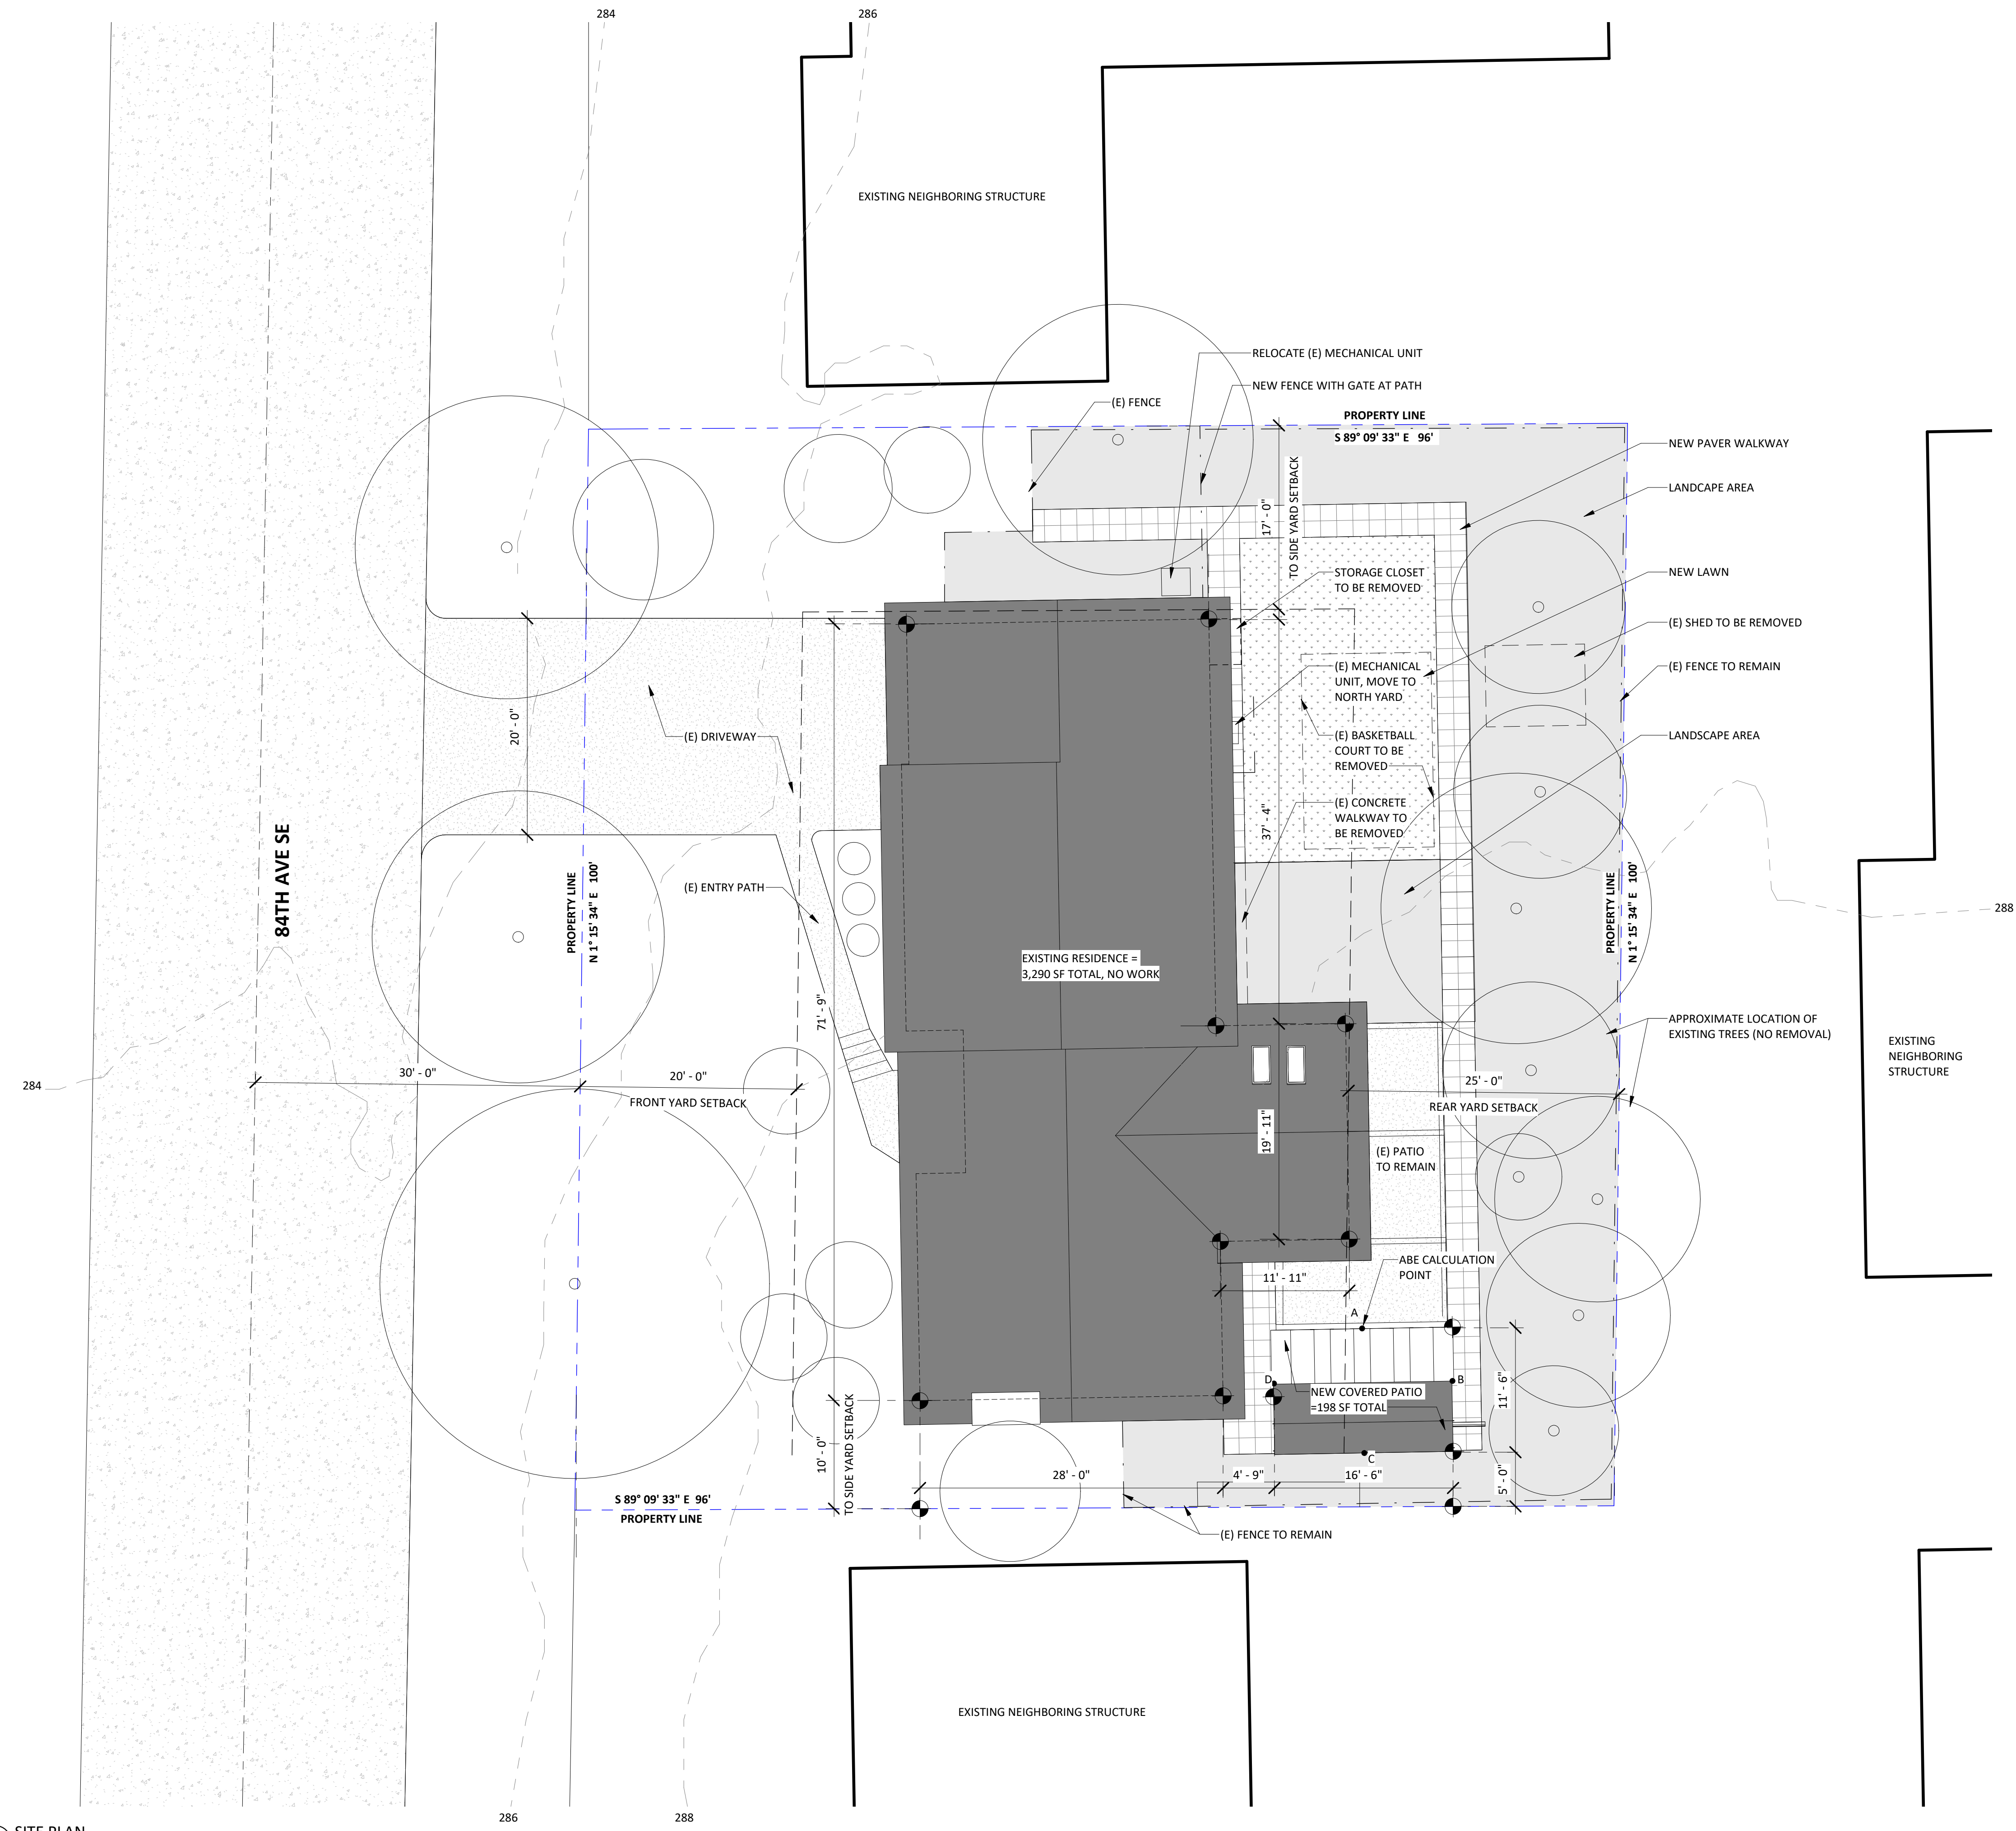 284
286
EXISTING NEIGHBORING STRUCTURE
RELOCATE (E) MECHANICAL UNIT
NEW FENCE WITH GATE AT PATH
(E) FENCE
PROPERTY LINE
S 89° 09' 33" E 96'
NEW PAVER WALKWAY
LANDCAPE AREA
17' - 0"
TO SIDE YARD SETBACK
STORAGE CLOSET
TO BE REMOVED
NEW LAWN
(E) SHED TO BE REMOVED
(E) MECHANICAL
UNIT, MOVE TO
NORTH YARD
(E) FENCE TO REMAIN
20' - 0"
(E) DRIVEWAY
(E) BASKETBALL
COURT TO BE
REMOVED
LANDSCAPE AREA
37' - 4"
(E) CONCRETE
WALKWAY TO
BE REMOVED
84TH AVE SE
PROPERTY LINE
N 1° 15' 34" E 100'
(E) ENTRY PATH
PROPERTY LINE
N 1° 15' 34" E 100'
288
EXISTING RESIDENCE =
3,290 SF TOTAL, NO WORK
71' - 9"
APPROXIMATE LOCATION OF
EXISTING TREES (NO REMOVAL)
EXISTING
NEIGHBORING
STRUCTURE
284
30' - 0"
20' - 0"
FRONT YARD SETBACK
25' - 0"
REAR YARD SETBACK
19' - 11"
(E) PATIO
TO REMAIN
ABE CALCULATION
POINT
11' - 11"
A
D
B
NEW COVERED PATIO
=198 SF TOTAL
11' - 6"
C
10' - 0"
TO SIDE YARD SETBACK
28' - 0"
4' - 9"
16' - 6"
5' - 0"
S 89° 09' 33" E 96'
PROPERTY LINE
(E) FENCE TO REMAIN
EXISTING NEIGHBORING STRUCTURE
286
288
SITE PLAN